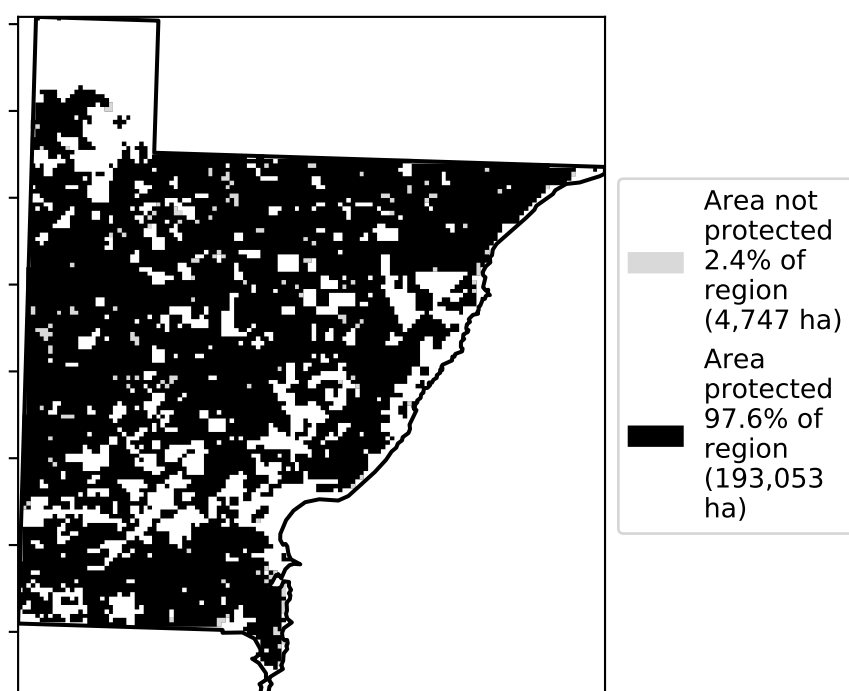 Area not
protected
2.4% of
region
(4,747 ha)
Area
protected
97.6% of
region
(193,053
ha)